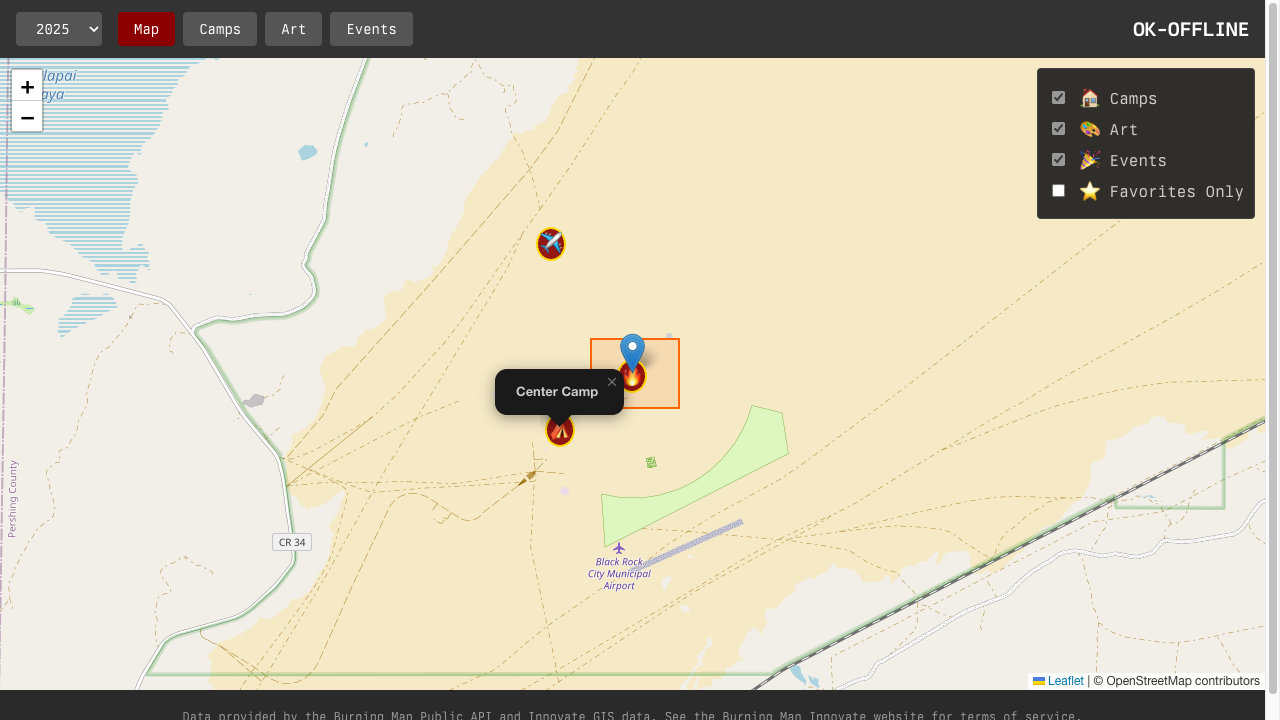 2025
Map
Camps
Art
Events
OK-OFFLINE
lapai
aya
+
−
🏠 Camps
🎨 Art
🎉 Events
⭐ Favorites Only
Center Camp
×
Pershing County
CR 34
Black Rock
City Municipal
Airport
Leaflet | © OpenStreetMap contributors
Data provided by the Burning Man Public API and Innovate GIS data. See the Burning Man Innovate website for terms of service.